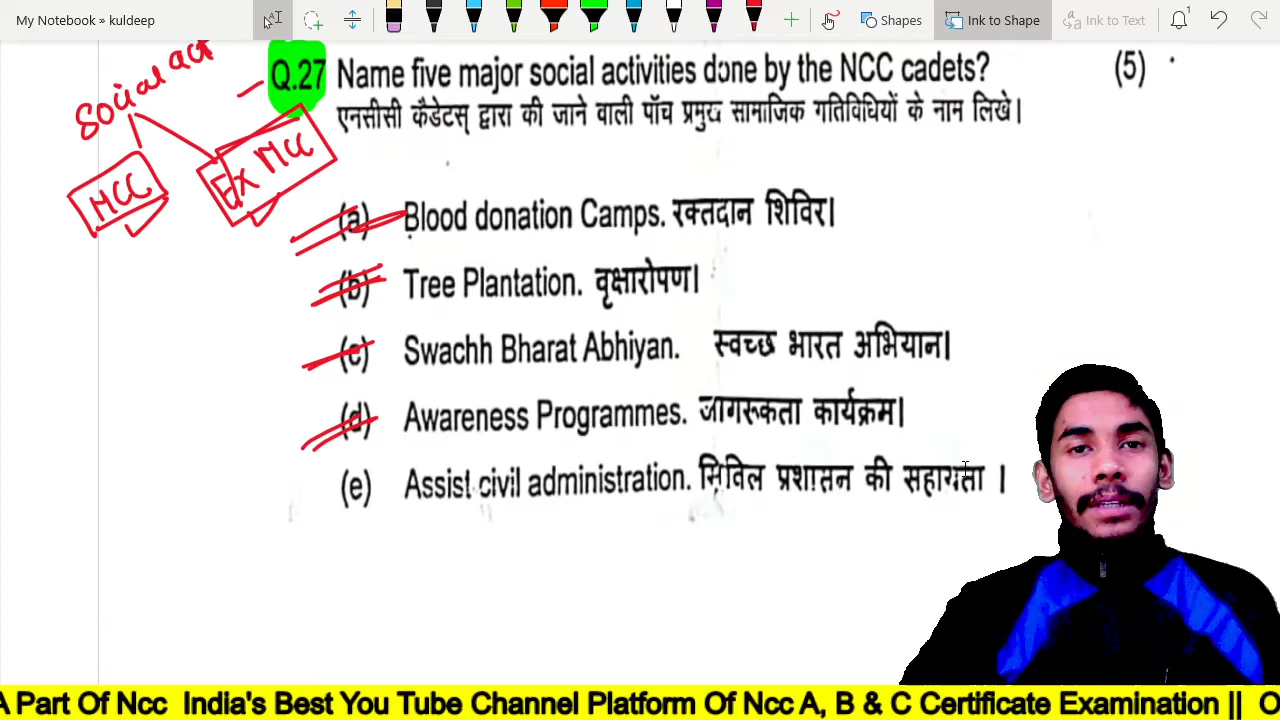 My Notebook » kuldeep
Shapes
Ink to Shape
Ink to Text
Social act
Q.27 Name five major social activities done by the NCC cadets? (5)
एनसीसी कैडेटस् द्वारा की जाने वाली पाँच प्रमुख सामाजिक गतिविधियों के नाम लिखे।
NCC
Ex NCC
(a) Blood donation Camps. रक्तदान शिविर।
(b) Tree Plantation. वृक्षारोपण।
(c) Swachh Bharat Abhiyan. स्वच्छ भारत अभियान।
(d) Awareness Programmes. जागरूकता कार्यक्रम।
(e) Assist civil administration. सिविल प्रशासन की सहायता ।
A Part Of Ncc India's Best You Tube Channel Platform Of Ncc A, B & C Certificate Examination || O